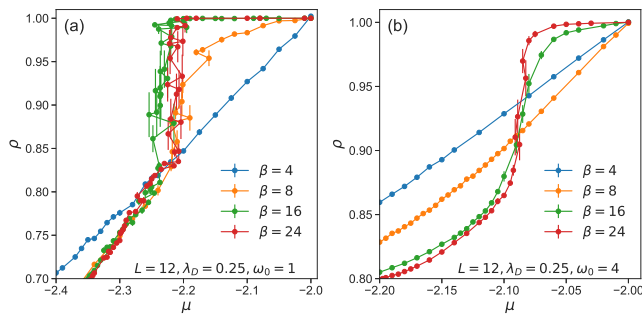 (a)
1.00
0.95
0.90
0.85
0.80
0.75
0.70
ρ
β = 4
β = 8
β = 16
β = 24
L = 12, λ_D = 0.25, ω₀ = 1
−2.4
−2.3
−2.2
−2.1
−2.0
μ
(b)
1.00
0.95
0.90
0.85
0.80
ρ
β = 4
β = 8
β = 16
β = 24
L = 12, λ_D = 0.25, ω₀ = 4
−2.20
−2.15
−2.10
−2.05
−2.00
μ